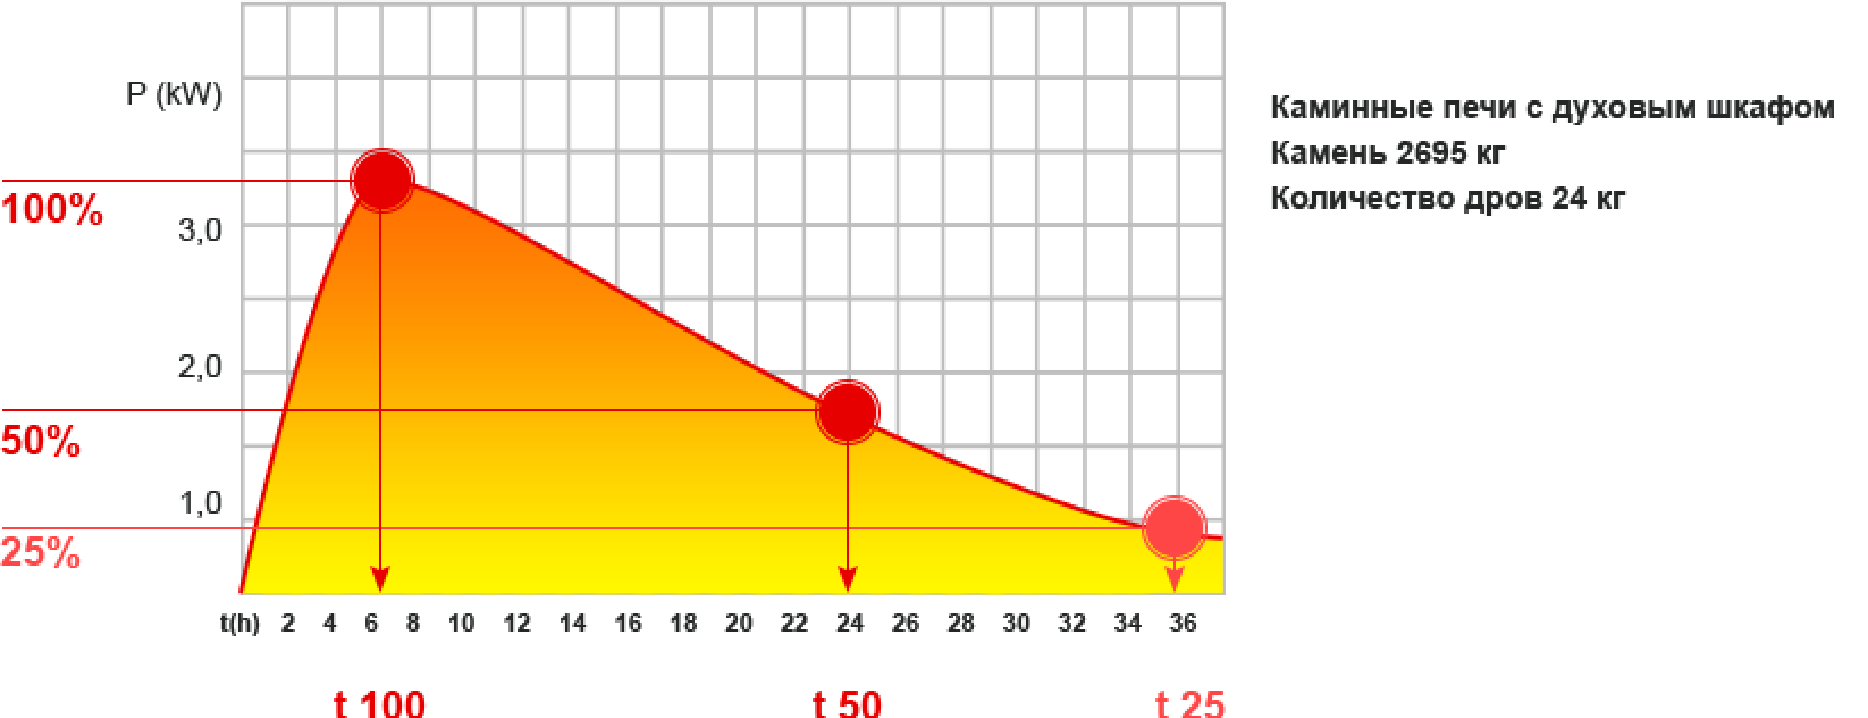 P (kW)
Каминные печи с духовым шкафом
Камень 2695 кг
Количество дров 24 кг
100%
3,0
2,0
50%
1,0
25%
t(h) 2 4 6 8 10 12 14 16 18 20 22 24 26 28 30 32 34 36
t 100 t 50 t 25